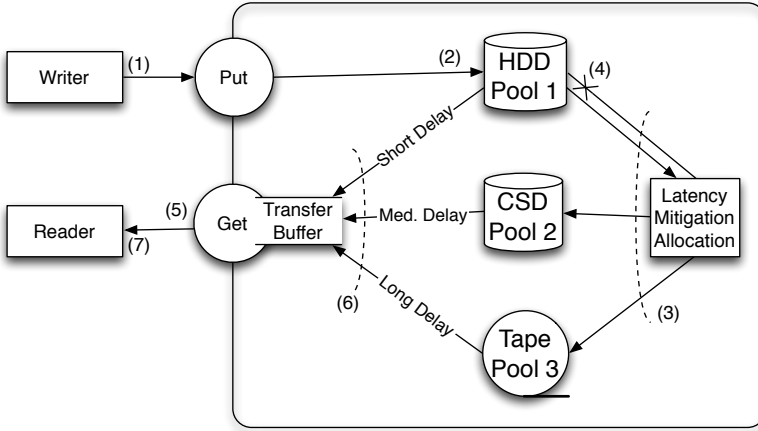 Writer
(1)
Put
(2)
HDD
Pool 1
(4)
Short Delay
Reader
(5)
(7)
Get
Transfer
Buffer
Med. Delay
CSD
Pool 2
Latency
Mitigation
Allocation
(6)
Long Delay
(3)
Tape
Pool 3